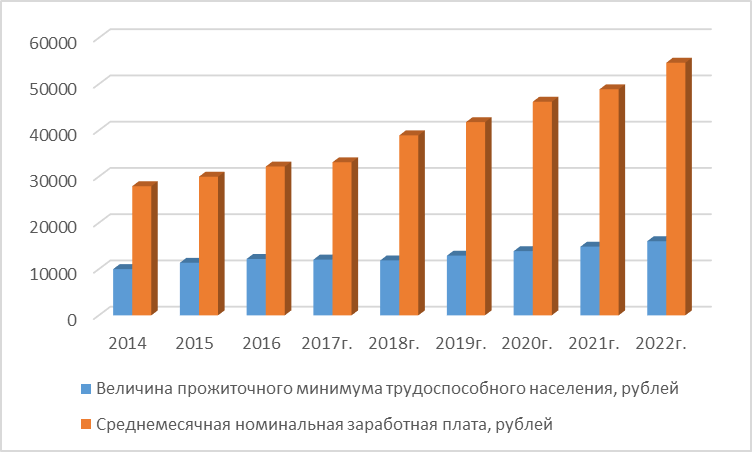 60000
50000
40000
30000
20000
10000
0
2014 2015 2016 2017г. 2018г. 2019г. 2020г. 2021г. 2022г.
Величина прожиточного минимума трудоспособного населения, рублей
Среднемесячная номинальная заработная плата, рублей